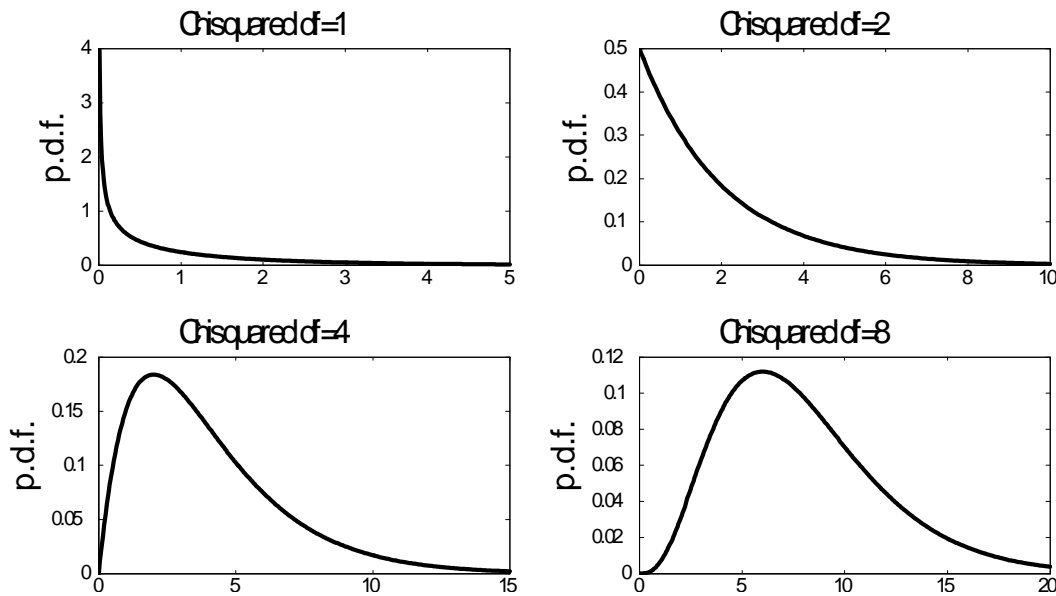 Chisquared df=1
p.d.f.
4
3
2
1
0
0 1 2 3 4 5
Chisquared df=2
p.d.f.
0.5
0.4
0.3
0.2
0.1
0
0 2 4 6 8 10
Chisquared df=4
p.d.f.
0.2
0.15
0.1
0.05
0
0 5 10 15
Chisquared df=8
p.d.f.
0.12
0.1
0.08
0.06
0.04
0.02
0
0 5 10 15 20